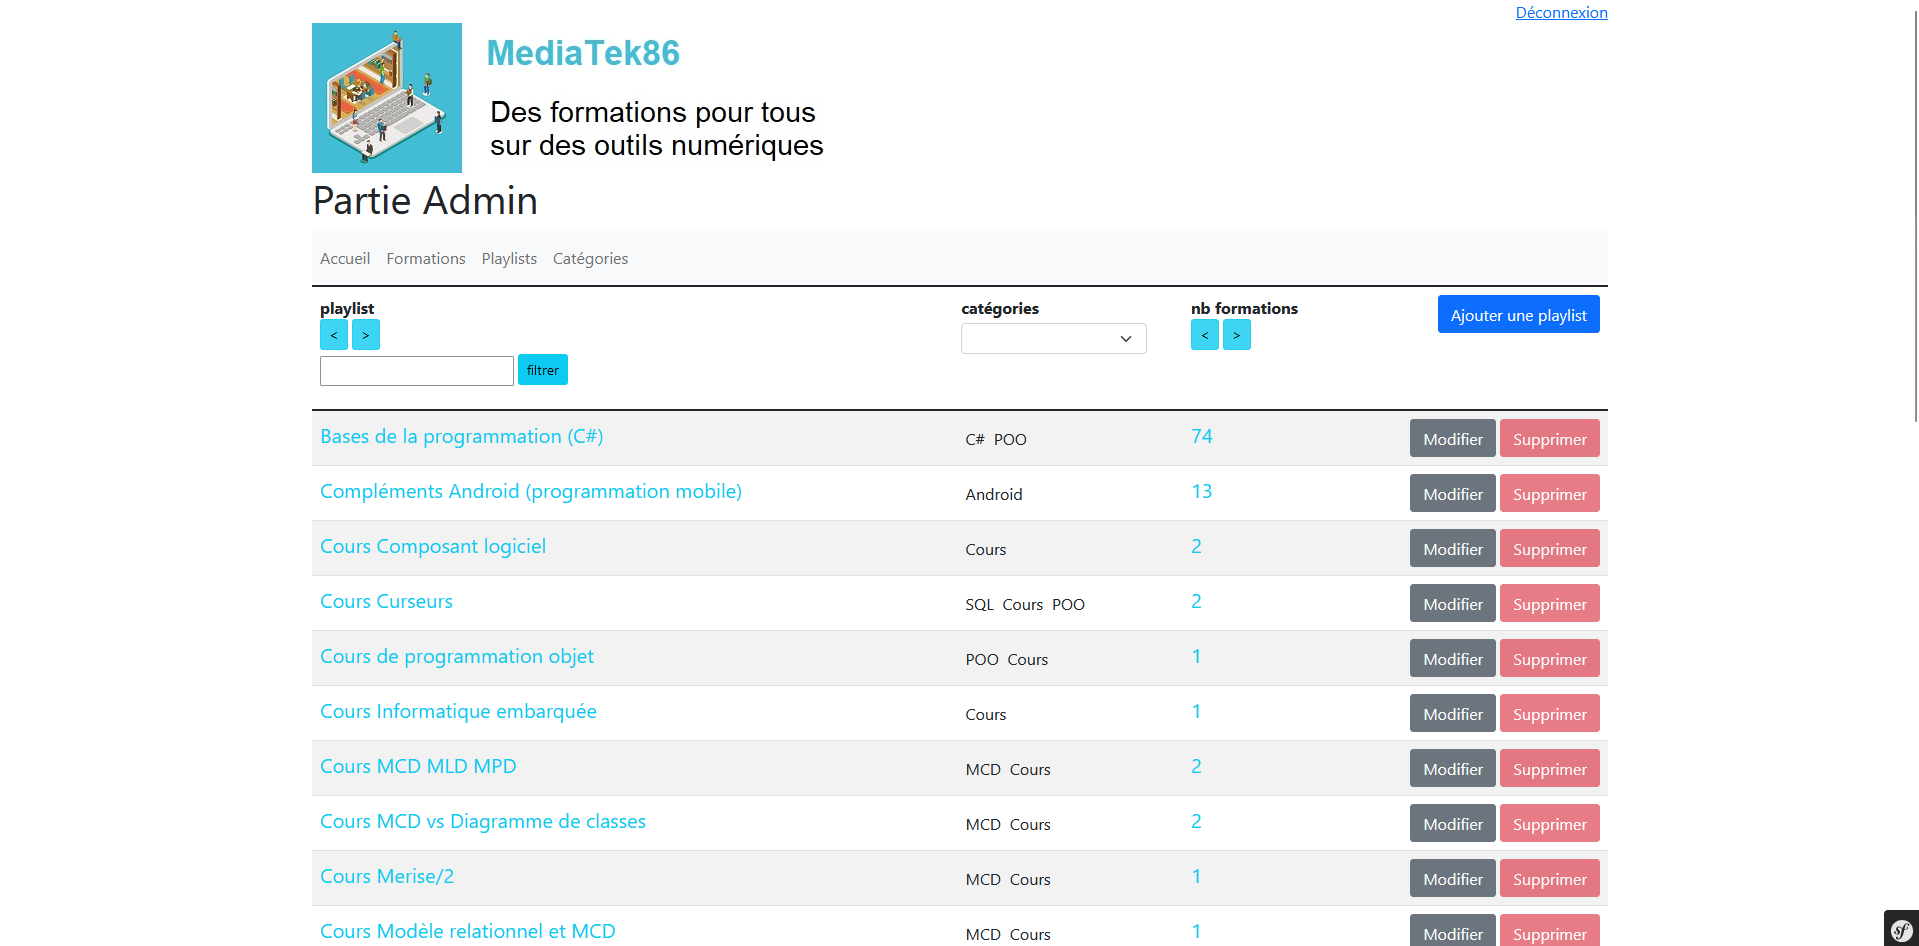 Déconnexion
MediaTek86
Des formations pour tous
sur des outils numériques
Partie Admin
Accueil Formations Playlists Catégories
playlist catégories nb formations Ajouter une playlist
< > < >
filtrer
Bases de la programmation (C#) C# POO 74 Modifier Supprimer
Compléments Android (programmation mobile) Android 13 Modifier Supprimer
Cours Composant logiciel Cours 2 Modifier Supprimer
Cours Curseurs SQL Cours POO 2 Modifier Supprimer
Cours de programmation objet POO Cours 1 Modifier Supprimer
Cours Informatique embarquée Cours 1 Modifier Supprimer
Cours MCD MLD MPD MCD Cours 2 Modifier Supprimer
Cours MCD vs Diagramme de classes MCD Cours 2 Modifier Supprimer
Cours Merise/2 MCD Cours 1 Modifier Supprimer
Cours Modèle relationnel et MCD MCD Cours 1 Modifier Supprimer
sf